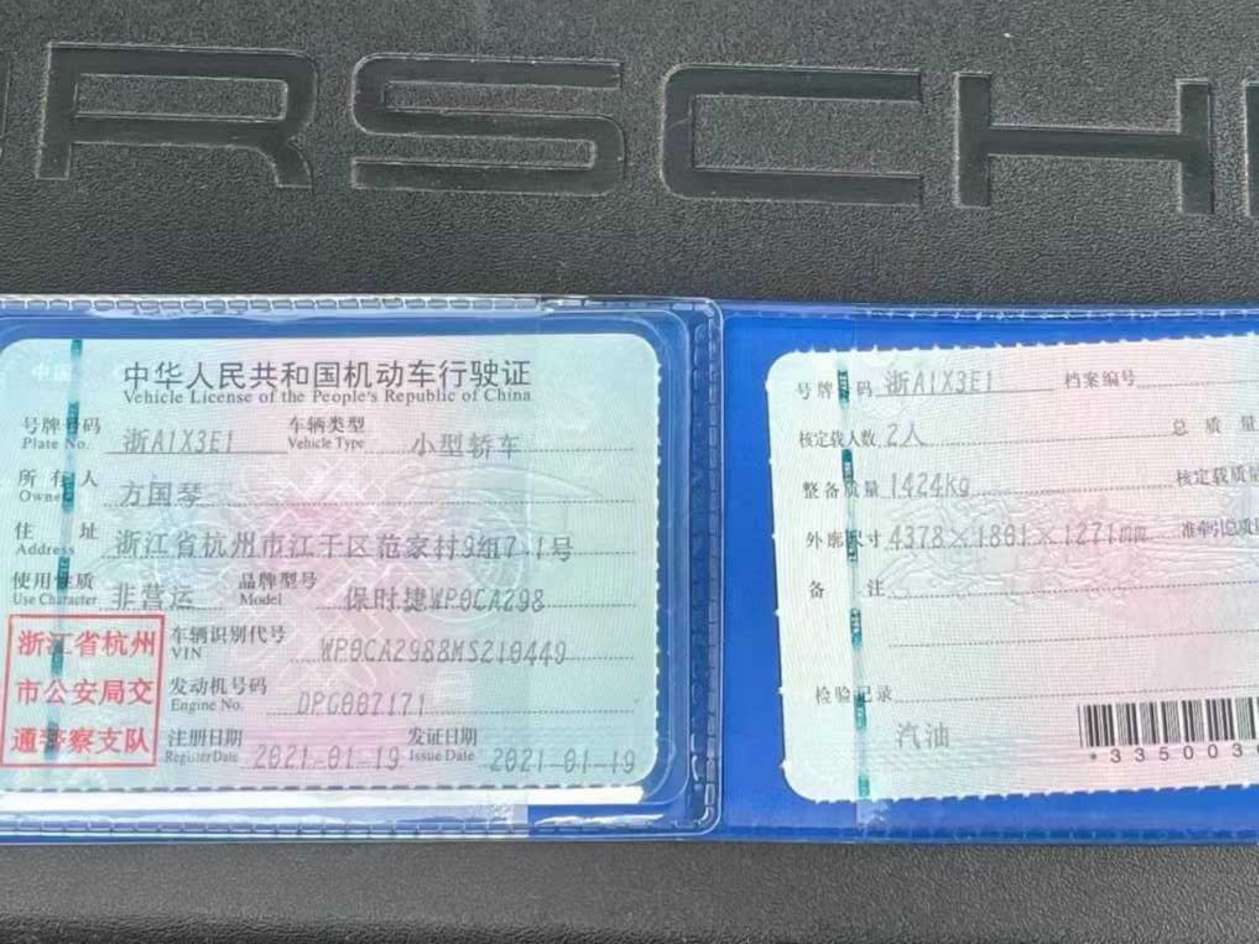 RSCH
中华人民共和国机动车行驶证
Vehicle License of the People's Republic of China
号牌号码 浙A1X3E1 车辆类型 小型轿车
Plate No. Vehicle Type
所有人 方国琴
Owner
住址 浙江省杭州市江干区范家村9组7-1号
Address
使用性质 非营运 品牌型号 保时捷WP0CA298
Use Character Model
浙江省杭州
市公安局交
通警察支队
车辆识别代号 WP0CA2988MS210449
VIN
发动机号码 DPG007171
Engine No.
注册日期 2021-01-19 发证日期 2021-01-19
Register Date Issue Date
号牌号码 浙A1X3E1 档案编号
核定载人数 2人 总质量
整备质量 1424kg 核定载质
外廓尺寸 4378×1801×1271mm 准牵引总
备注
检验记录
汽油
*335003